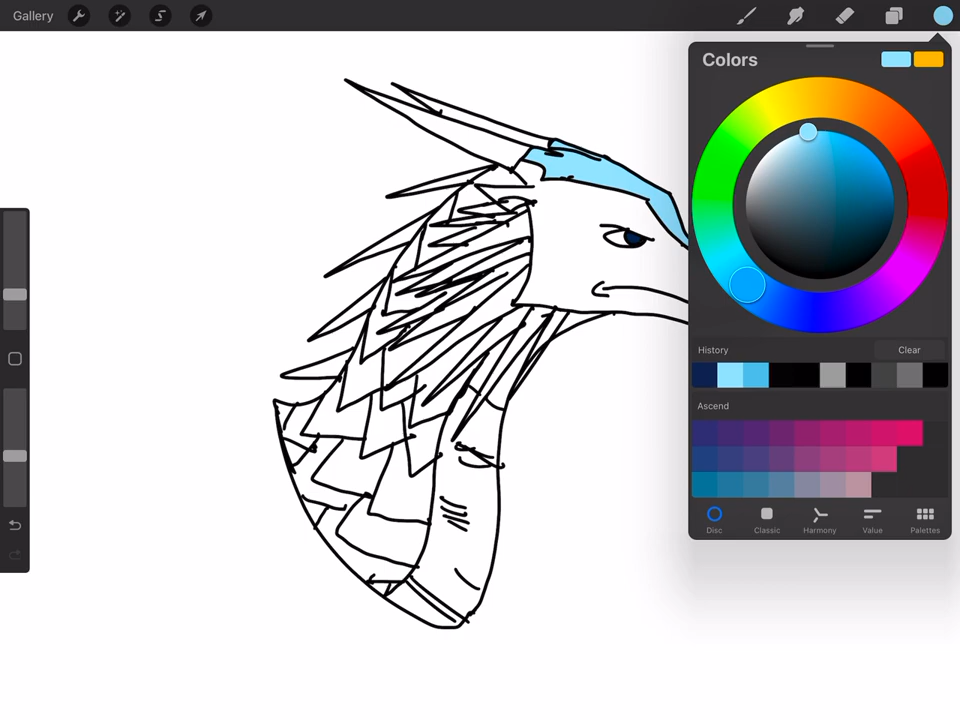 Gallery
Colors
History
Clear
Ascend
Disc
Classic
Harmony
Value
Palettes